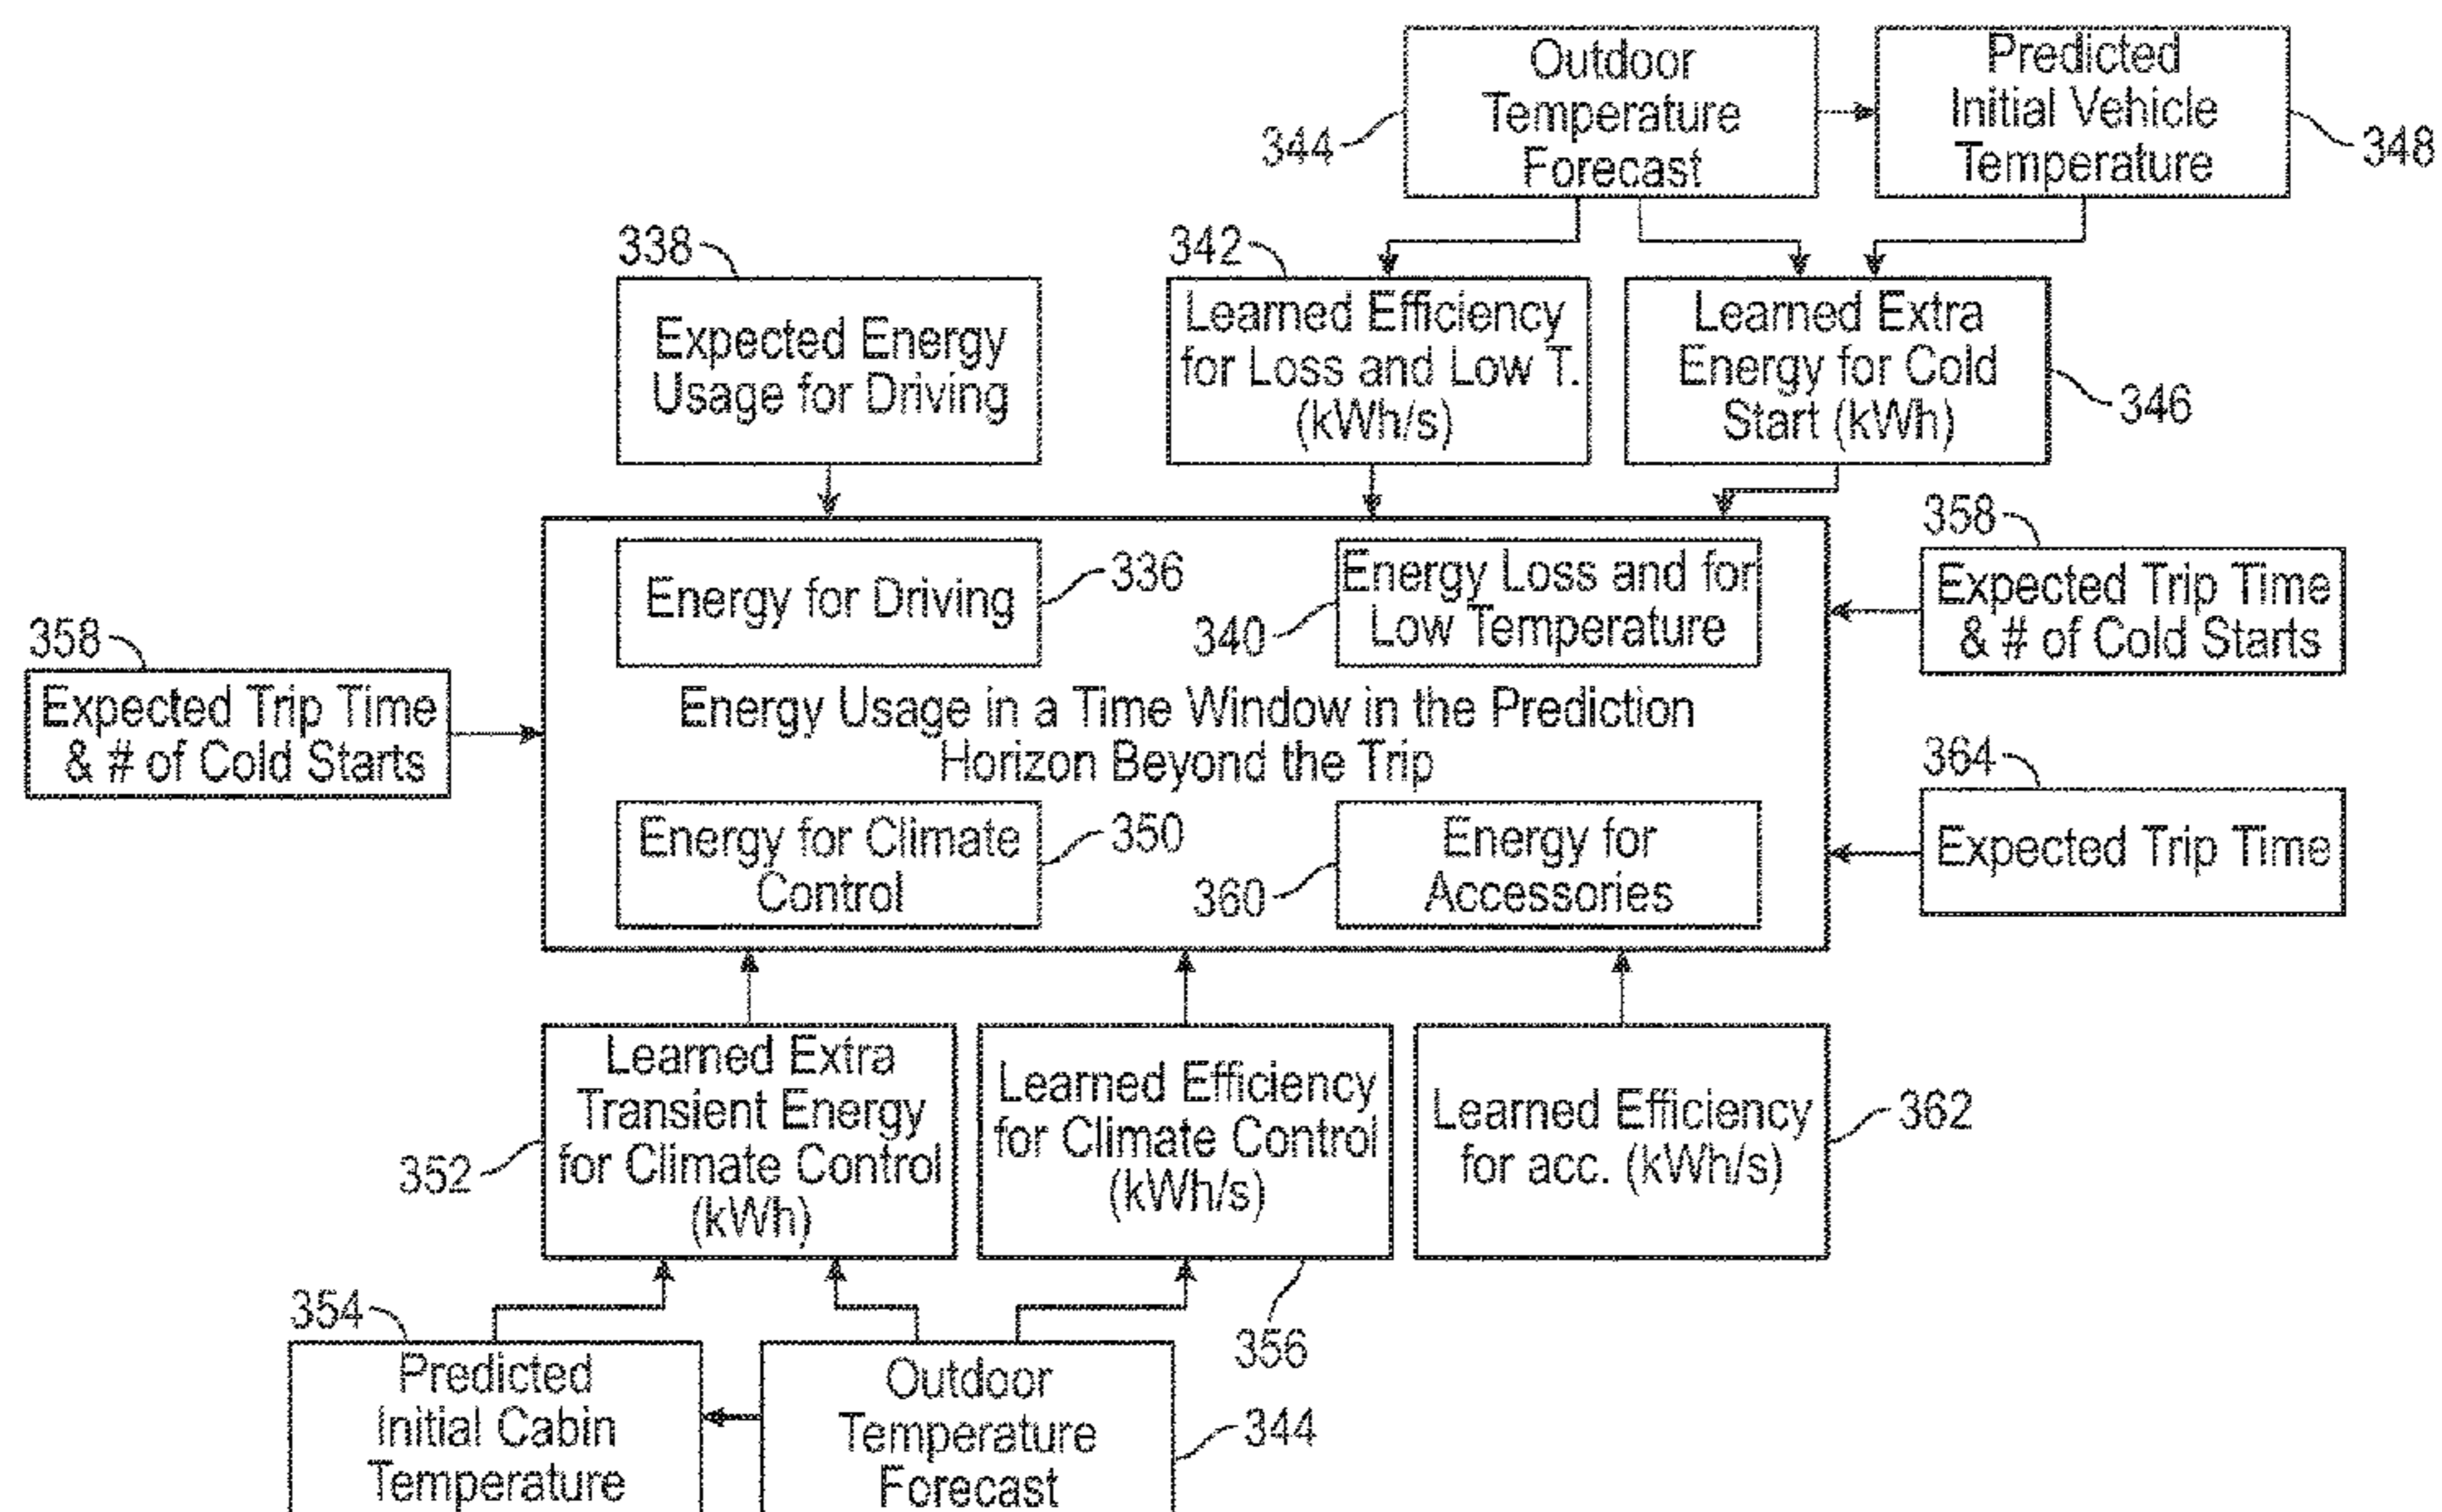 Outdoor
Temperature
Forecast
344
Predicted
Initial Vehicle
Temperature
348
338
Expected Energy
Usage for Driving
342
Learned Efficiency
for Loss and Low T.
(kWh/s)
Learned Extra
Energy for Cold
Start (kWh)
346
358
Expected Trip Time
& # of Cold Starts
Energy for Driving
336
Energy Loss and for
Low Temperature
340
358
Expected Trip Time
& # of Cold Starts
Energy Usage in a Time Window in the Prediction
Horizon Beyond the Trip
Energy for Climate
Control
350
Energy for
Accessories
360
364
Expected Trip Time
Learned Extra
Transient Energy
for Climate Control
(kWh)
352
Learned Efficiency
for Climate Control
(kWh/s)
356
Learned Efficiency
for acc. (kWh/s)
362
354
Predicted
Initial Cabin
Temperature
Outdoor
Temperature
Forecast
344